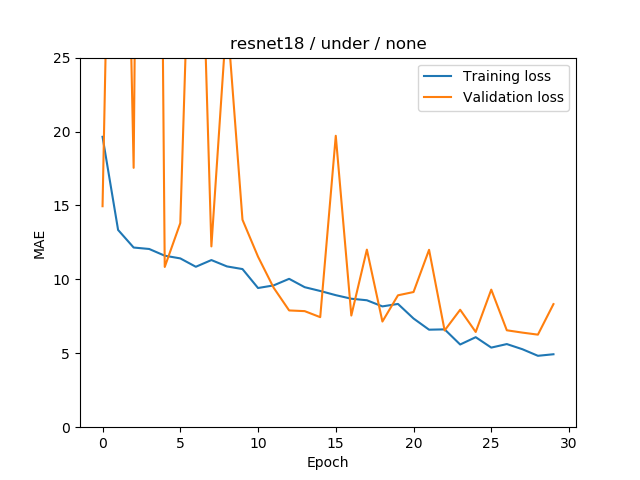 resnet18 / under / none
Training loss
Validation loss
25
20
15
10
5
0
MAE
0 5 10 15 20 25 30
Epoch